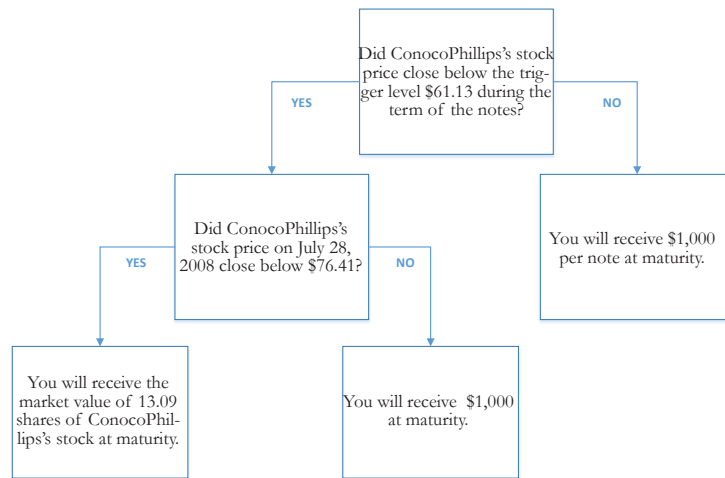 Did ConocoPhillips's stock
price close below the trig-
ger level $61.13 during the
term of the notes?
YES
NO
Did ConocoPhillips's
stock price on July 28,
2008 close below $76.41?
You will receive $1,000
per note at maturity.
YES
NO
You will receive the
market value of 13.09
shares of ConocoPhil-
lips's stock at maturity.
You will receive $1,000
at maturity.